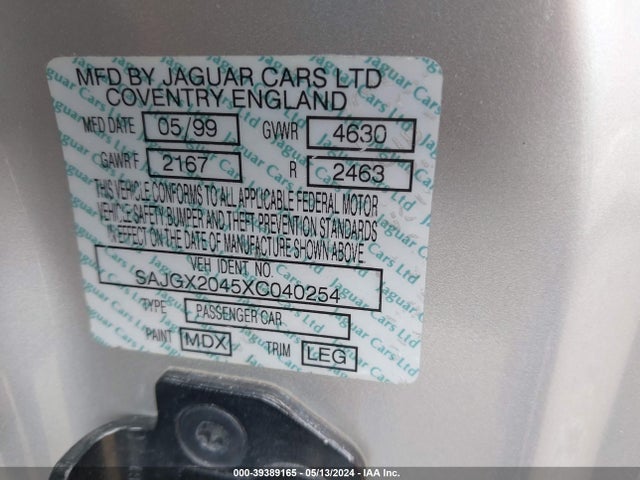 MFD BY JAGUAR CARS LTD
COVENTRY ENGLAND
MFD DATE 05/99 GVWR 4630
GAWR F 2167 R 2463
THIS VEHICLE CONFORMS TO ALL APPLICABLE FEDERAL MOTOR
VEHICLE SAFETY BUMPER AND THEFT PREVENTION STANDARDS
IN EFFECT ON THE DATE OF MANUFACTURE SHOWN ABOVE.
VEH IDENT NO.
SAJGX2045XC040254
TYPE PASSENGER CAR
PAINT MDX TRIM LEG
000-39389165 - 05/13/2024 - IAA Inc.